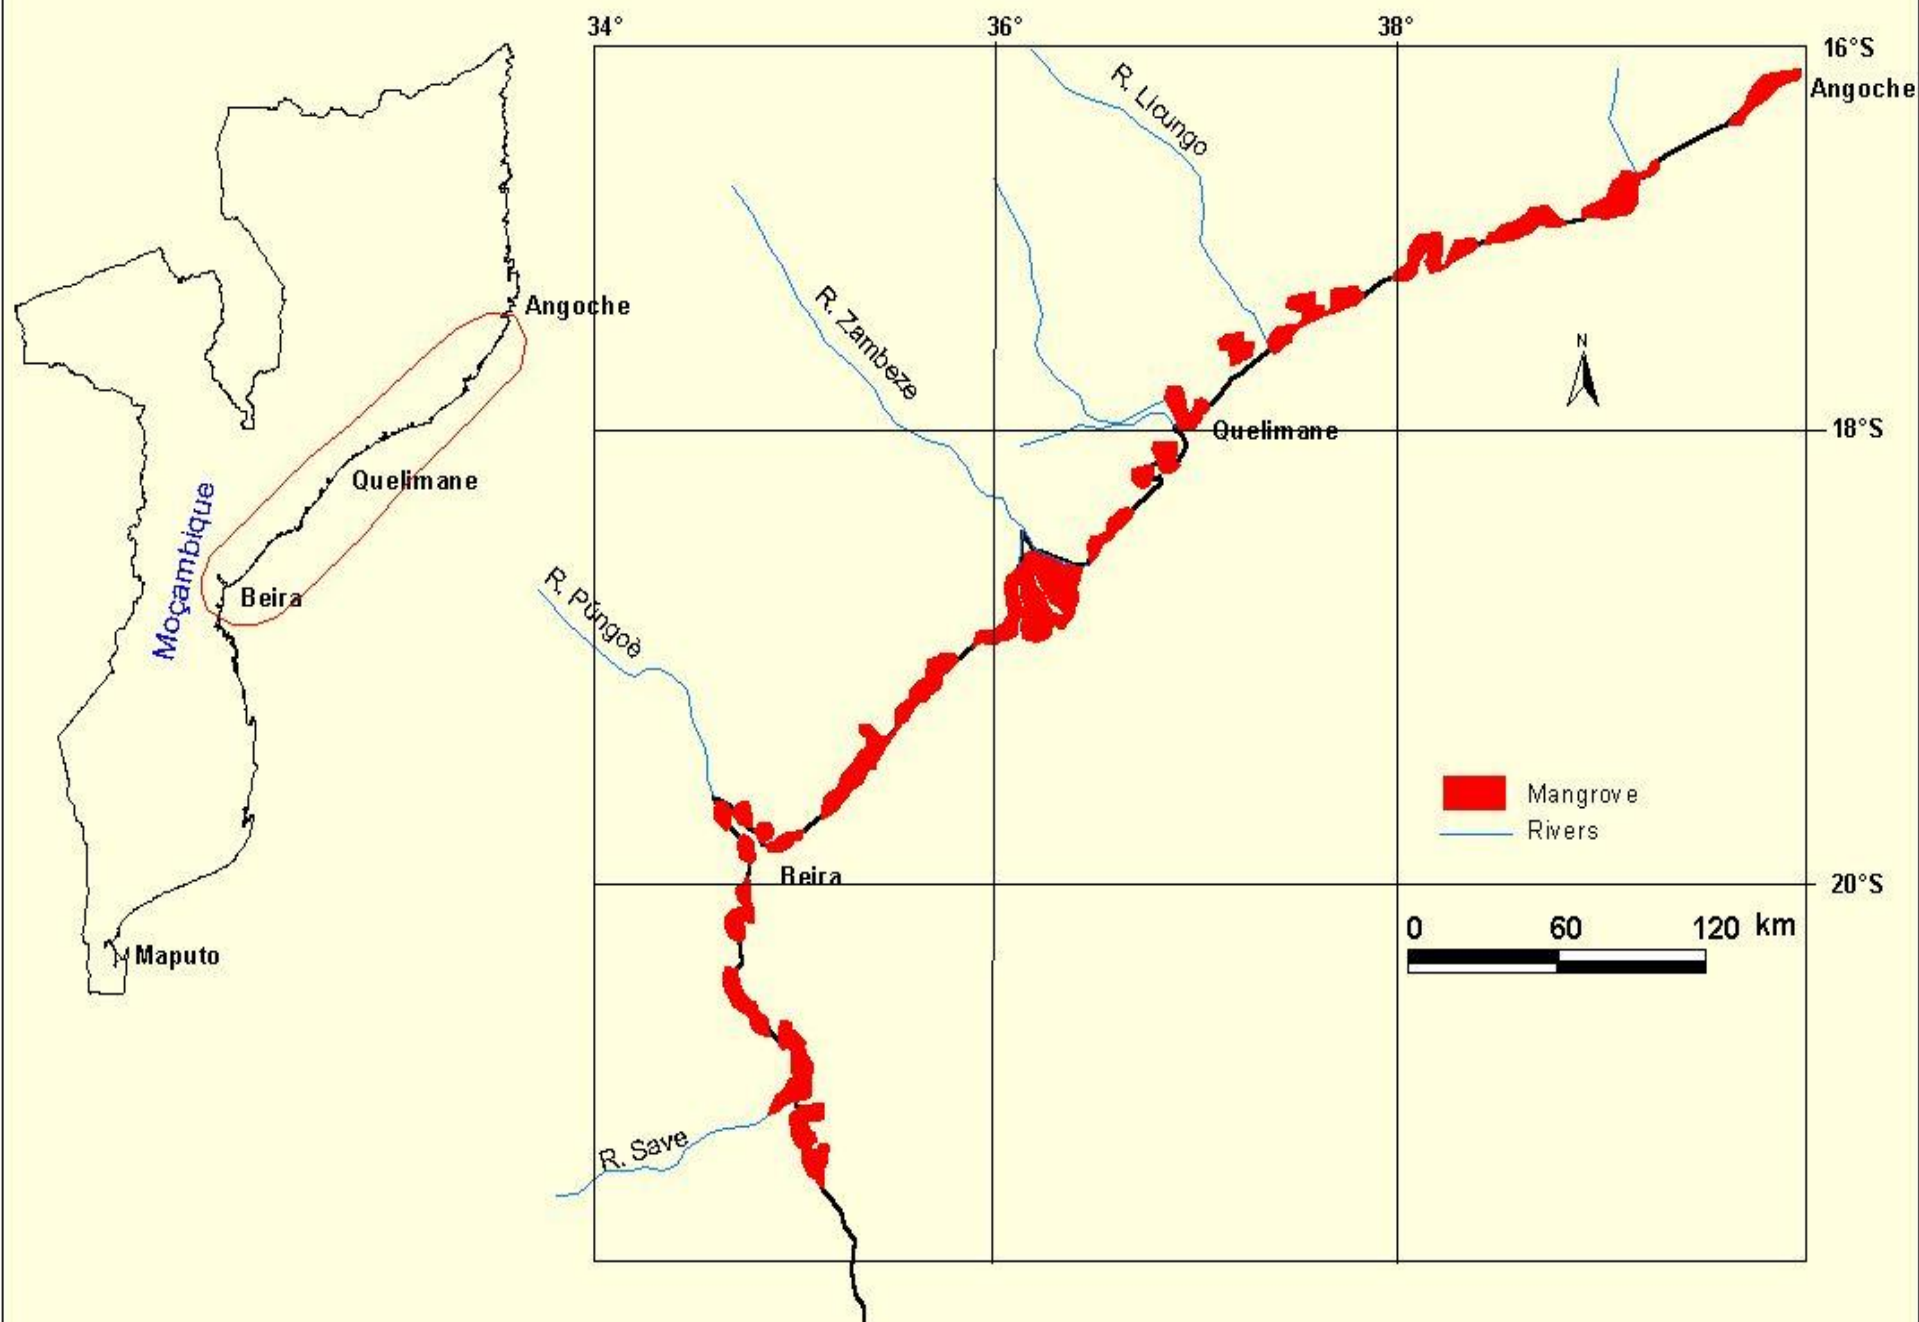 34°
36°
38°
16°S
Angoche
R. Licungo
R. Zambeze
Angoche
N
Quelimane
18°S
Quelimane
Moçambique
R. Púngoè
Beira
Mangrove
Rivers
Beira
20°S
0 60 120 km
Maputo
R. Save